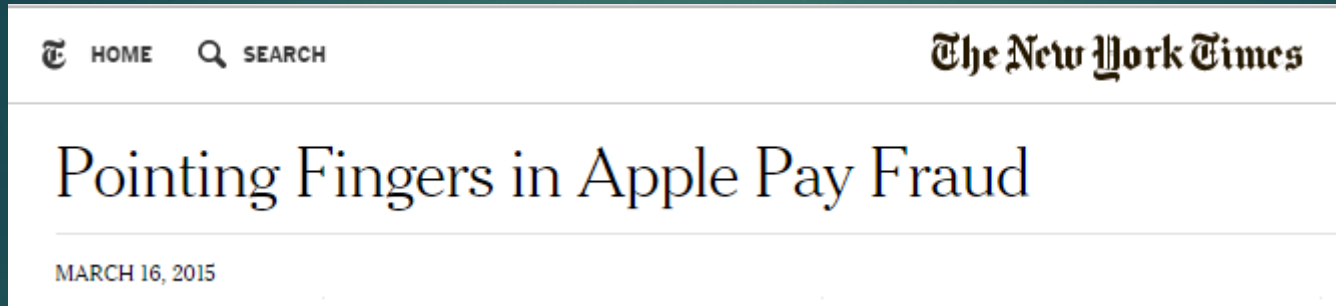 HOME SEARCH The New York Times
Pointing Fingers in Apple Pay Fraud
MARCH 16, 2015